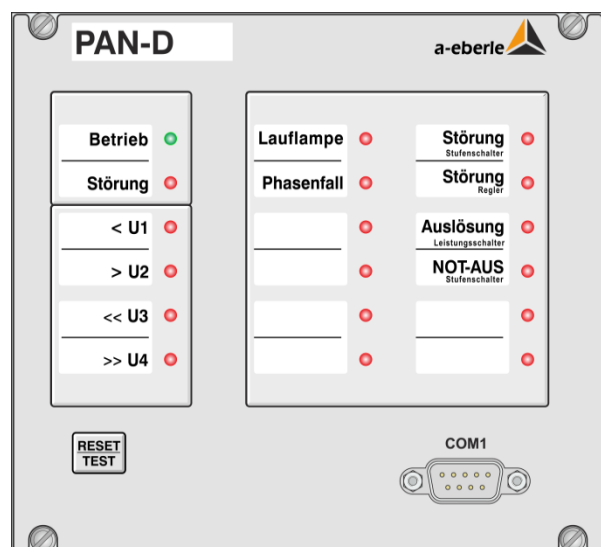 PAN-D
a-eberle
Betrieb
Störung
< U1
> U2
<< U3
>> U4
Lauflampe
Phasenfall
Störung
Stufenschalter
Störung
Regler
Auslösung
Leistungsschalter
NOT-AUS
Stufenschalter
RESET
TEST
COM1